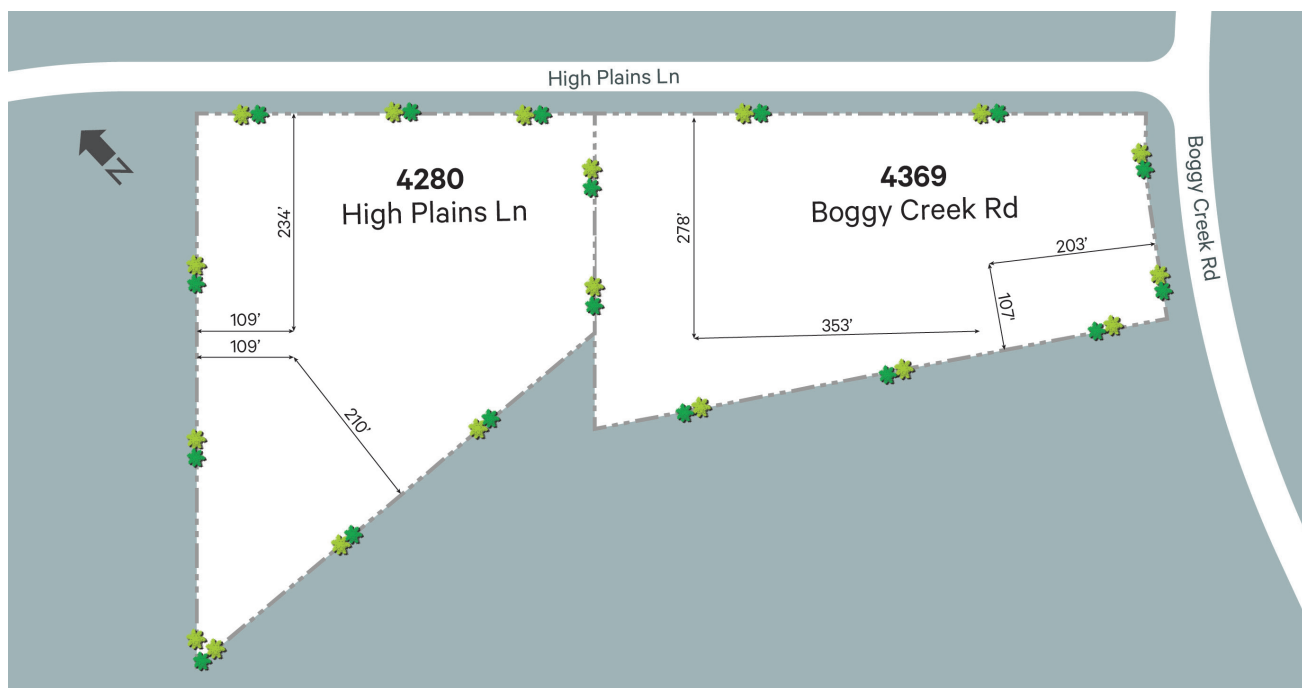 High Plains Ln
N
4280
High Plains Ln
234'
109'
109'
210'
4369
Boggy Creek Rd
278'
353'
203'
107'
Boggy Creek Rd